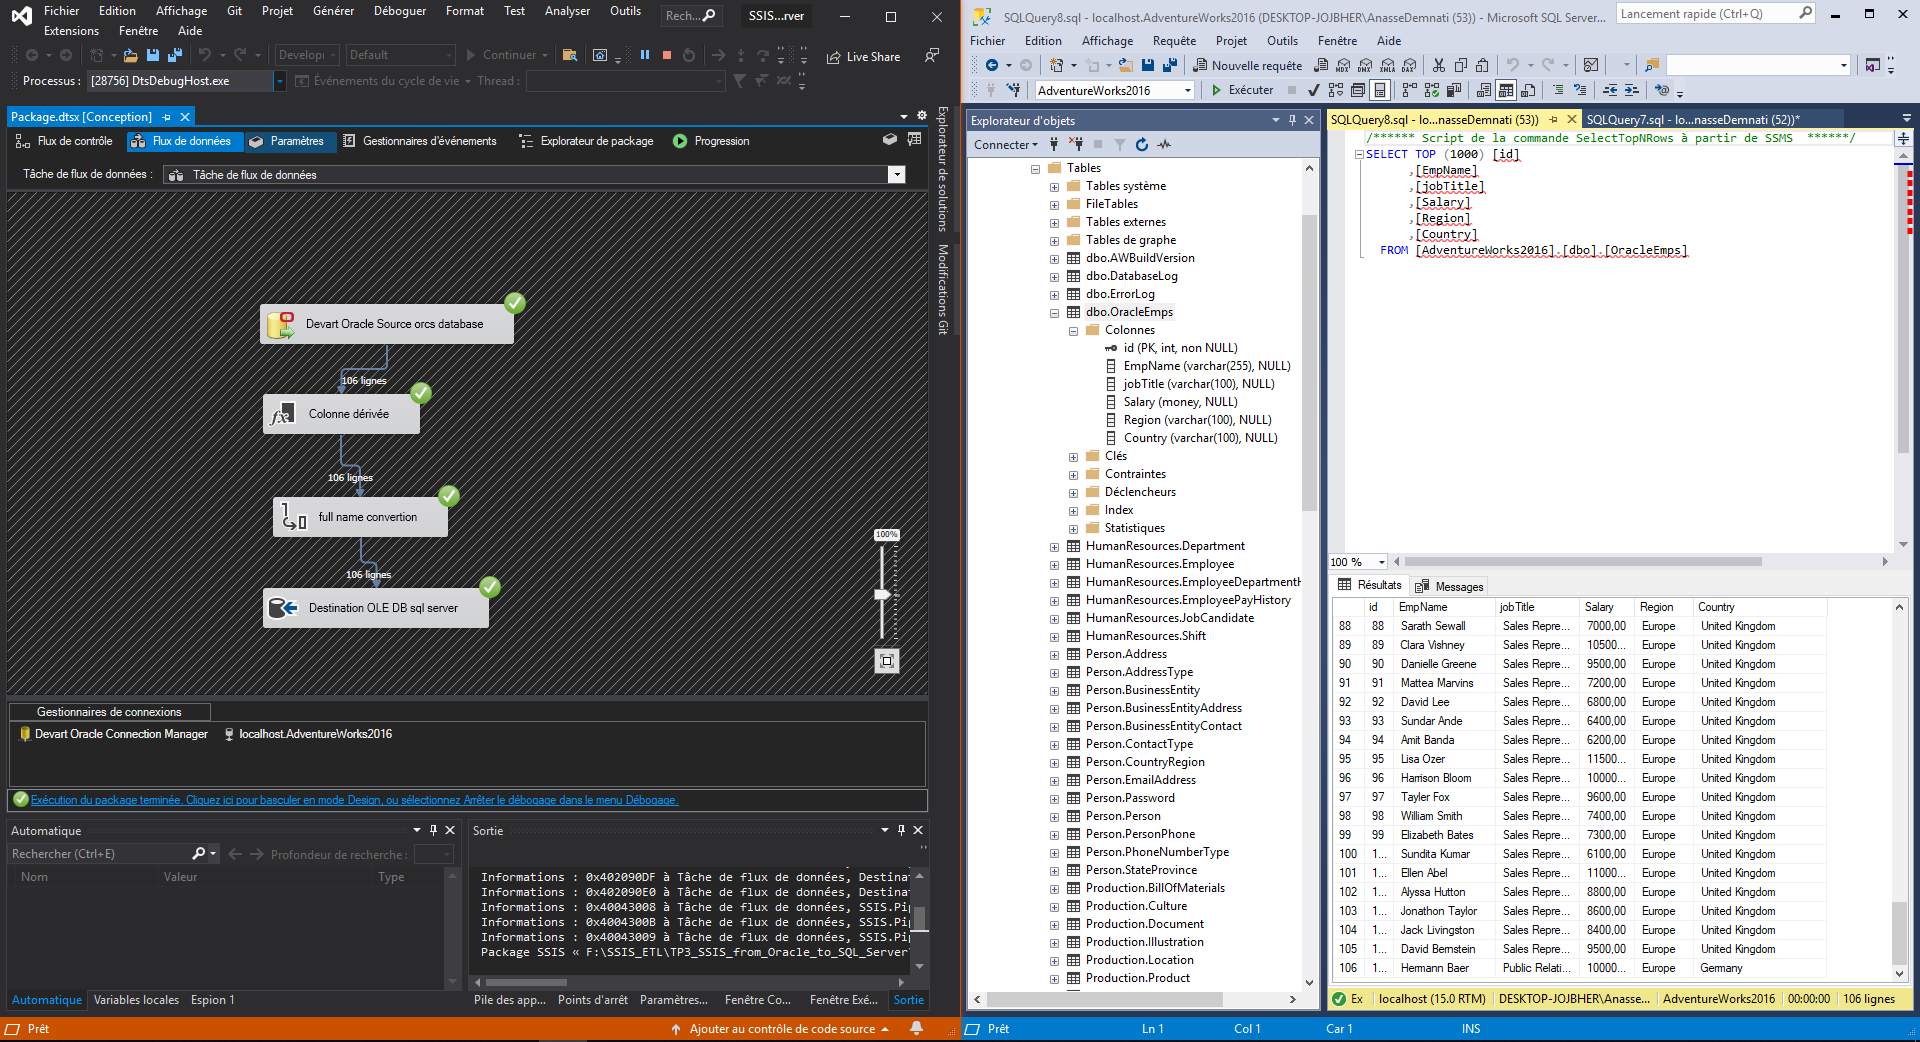 Fichier Edition Affichage Git Projet Générer Déboguer Format Test Analyser Outils
Rech...
SSIS...rver
Extensions Fenêtre Aide
Develop Default Continuer Live Share
Processus : [28756] DtsDebugHost.exe Événements du cycle de vie Thread :
Package.dtsx [Conception]
Flux de contrôle Flux de données Paramètres Gestionnaires d'événements Explorateur de package Progression
Tâche de flux de données : Tâche de flux de données
Explorateur de solutions
Modifications Git
Devart Oracle Source orcs database
106 lignes
Colonne dérivée
106 lignes
full name convertion
106 lignes
Destination OLE DB sql server
100%
Gestionnaires de connexions
Devart Oracle Connection Manager localhost.AdventureWorks2016
Exécution du package terminée. Cliquez ici pour basculer en mode Design, ou sélectionnez Arrêter le débogage dans le menu Débogage.
Automatique
Rechercher (Ctrl+E) Profondeur de recherche :
Nom Valeur Type
Automatique Variables locales Espion 1
Sortie
Informations : 0x402090DF à Tâche de flux de données, Destinat
Informations : 0x402090E0 à Tâche de flux de données, Destinat
Informations : 0x40043008 à Tâche de flux de données, SSIS.Pi
Informations : 0x4004300B à Tâche de flux de données, SSIS.Pi
Informations : 0x40043009 à Tâche de flux de données, SSIS.Pi
Package SSIS « F:\SSIS_ETL\TP3_SSIS_from_Oracle_to_SQL_Server
Pile des app... Points d'arrêt Paramètres... Fenêtre Co... Fenêtre Exé... Sortie
Prêt Ajouter au contrôle de code source
SQLQuery8.sql - localhost.AdventureWorks2016 (DESKTOP-JOJBHER\AnasseDemnati (53)) - Microsoft SQL Server...
Lancement rapide (Ctrl+Q)
Fichier Edition Affichage Requête Projet Outils Fenêtre Aide
Nouvelle requête MDX DMX XMLA DAX
AdventureWorks2016 Exécuter
Explorateur d'objets
Connecter
Tables
Tables système
FileTables
Tables externes
Tables de graphe
dbo.AWBuildVersion
dbo.DatabaseLog
dbo.ErrorLog
dbo.OracleEmps
Colonnes
id (PK, int, non NULL)
EmpName (varchar(255), NULL)
jobTitle (varchar(100), NULL)
Salary (money, NULL)
Region (varchar(100), NULL)
Country (varchar(100), NULL)
Clés
Contraintes
Déclencheurs
Index
Statistiques
HumanResources.Department
HumanResources.Employee
HumanResources.EmployeeDepartmentH
HumanResources.EmployeePayHistory
HumanResources.JobCandidate
HumanResources.Shift
Person.Address
Person.AddressType
Person.BusinessEntity
Person.BusinessEntityAddress
Person.BusinessEntityContact
Person.ContactType
Person.CountryRegion
Person.EmailAddress
Person.Password
Person.Person
Person.PersonPhone
Person.PhoneNumberType
Person.StateProvince
Production.BillOfMaterials
Production.Culture
Production.Document
Production.Illustration
Production.Location
Production.Product
SQLQuery8.sql - lo...nasseDemnati (53)) SQLQuery7.sql - lo...nasseDemnati (52))*
/****** Script de la commande SelectTopNRows à partir de SSMS ******/
SELECT TOP (1000) [id]
,[EmpName]
,[jobTitle]
,[Salary]
,[Region]
,[Country]
FROM [AdventureWorks2016].[dbo].[OracleEmps]
100 %
Résultats Messages
id EmpName jobTitle Salary Region Country
88 88 Sarath Sewall Sales Repre... 7000,00 Europe United Kingdom
89 89 Clara Vishney Sales Repre... 10500... Europe United Kingdom
90 90 Danielle Greene Sales Repre... 9500,00 Europe United Kingdom
91 91 Mattea Marvins Sales Repre... 7200,00 Europe United Kingdom
92 92 David Lee Sales Repre... 6800,00 Europe United Kingdom
93 93 Sundar Ande Sales Repre... 6400,00 Europe United Kingdom
94 94 Amit Banda Sales Repre... 6200,00 Europe United Kingdom
95 95 Lisa Ozer Sales Repre... 11500... Europe United Kingdom
96 96 Harrison Bloom Sales Repre... 10000... Europe United Kingdom
97 97 Tayler Fox Sales Repre... 9600,00 Europe United Kingdom
98 98 William Smith Sales Repre... 7400,00 Europe United Kingdom
99 99 Elizabeth Bates Sales Repre... 7300,00 Europe United Kingdom
100 1... Sundita Kumar Sales Repre... 6100,00 Europe United Kingdom
101 1... Ellen Abel Sales Repre... 11000... Europe United Kingdom
102 1... Alyssa Hutton Sales Repre... 8800,00 Europe United Kingdom
103 1... Jonathon Taylor Sales Repre... 8600,00 Europe United Kingdom
104 1... Jack Livingston Sales Repre... 8400,00 Europe United Kingdom
105 1... David Bernstein Sales Repre... 9500,00 Europe United Kingdom
106 1... Hermann Baer Public Relati... 10000... Europe Germany
Ex localhost (15.0 RTM) DESKTOP-JOJBHER\Anasse... AdventureWorks2016 00:00:00 106 lignes
Prêt Ln 1 Col 1 Car 1 INS